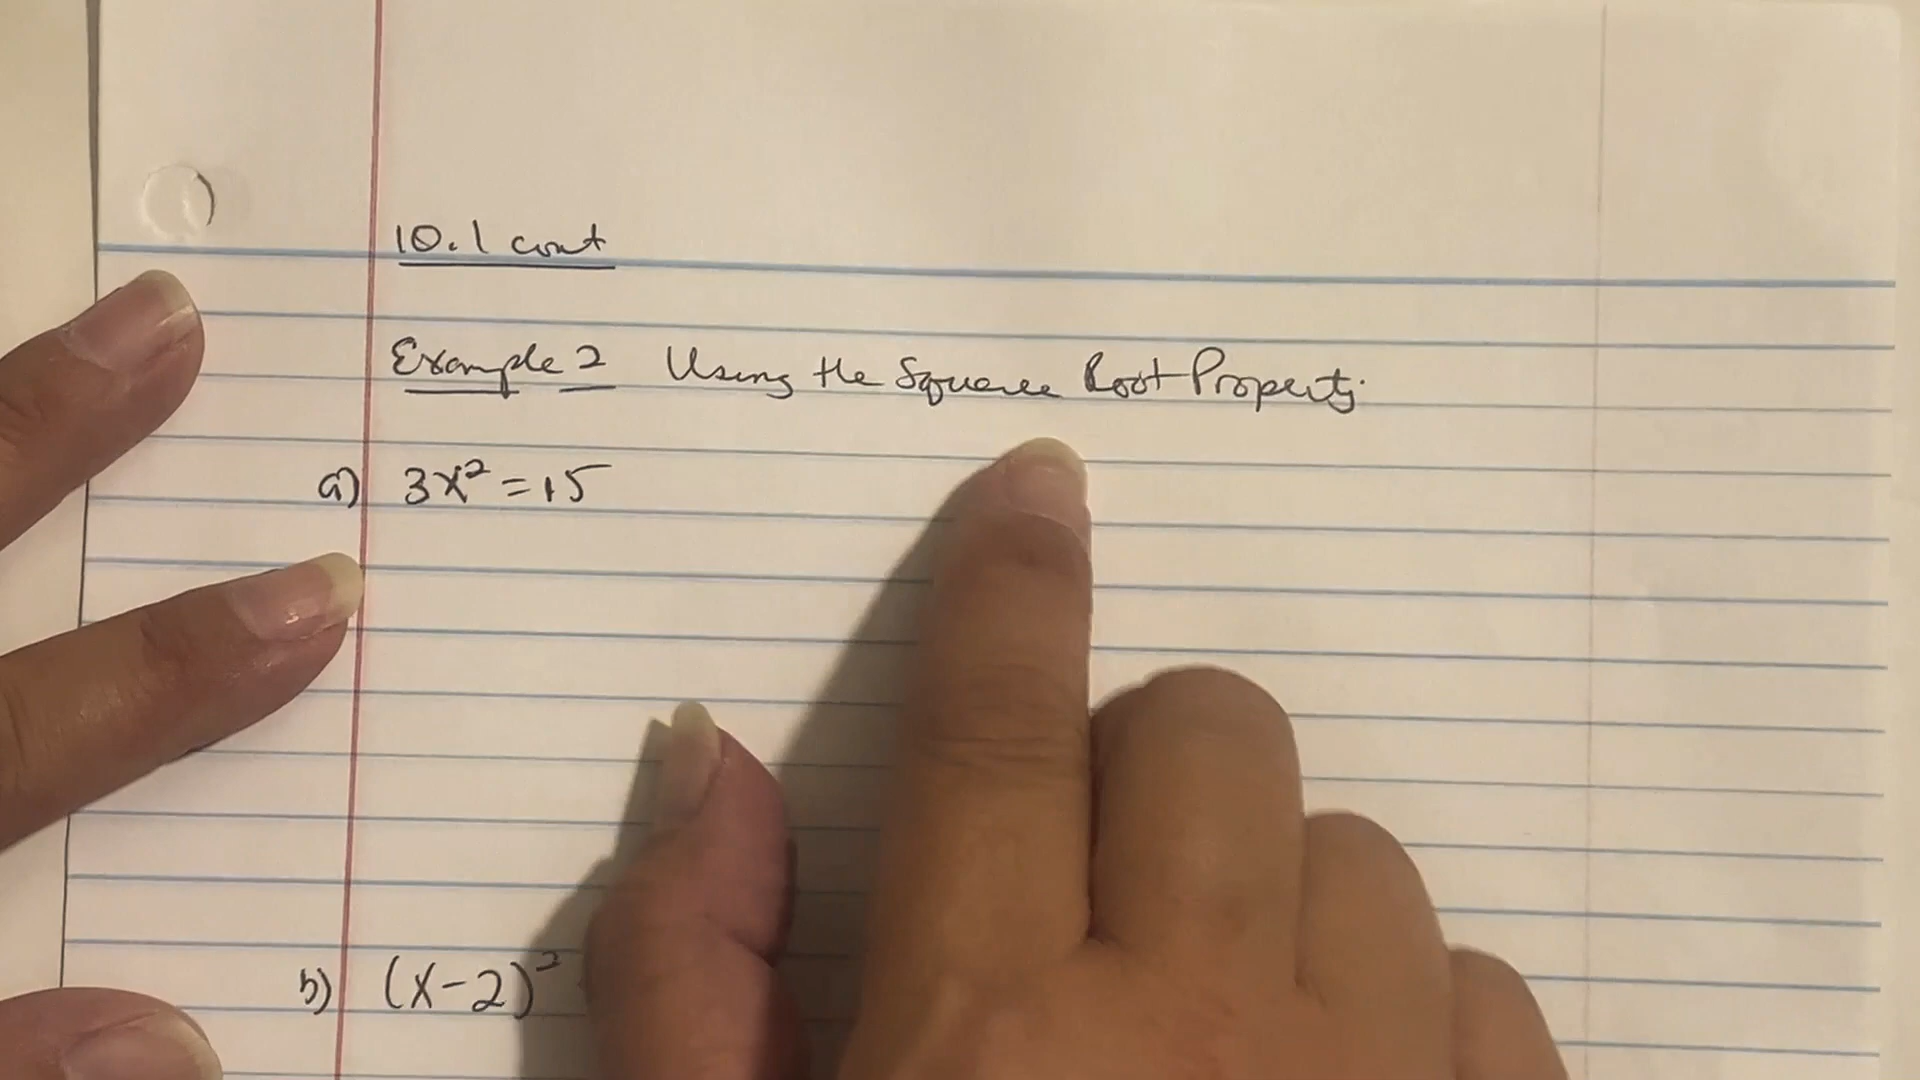 10.1 cont
Example 2 Using the Square Root Property.
a) 3x² = 15
b) (x-2)²